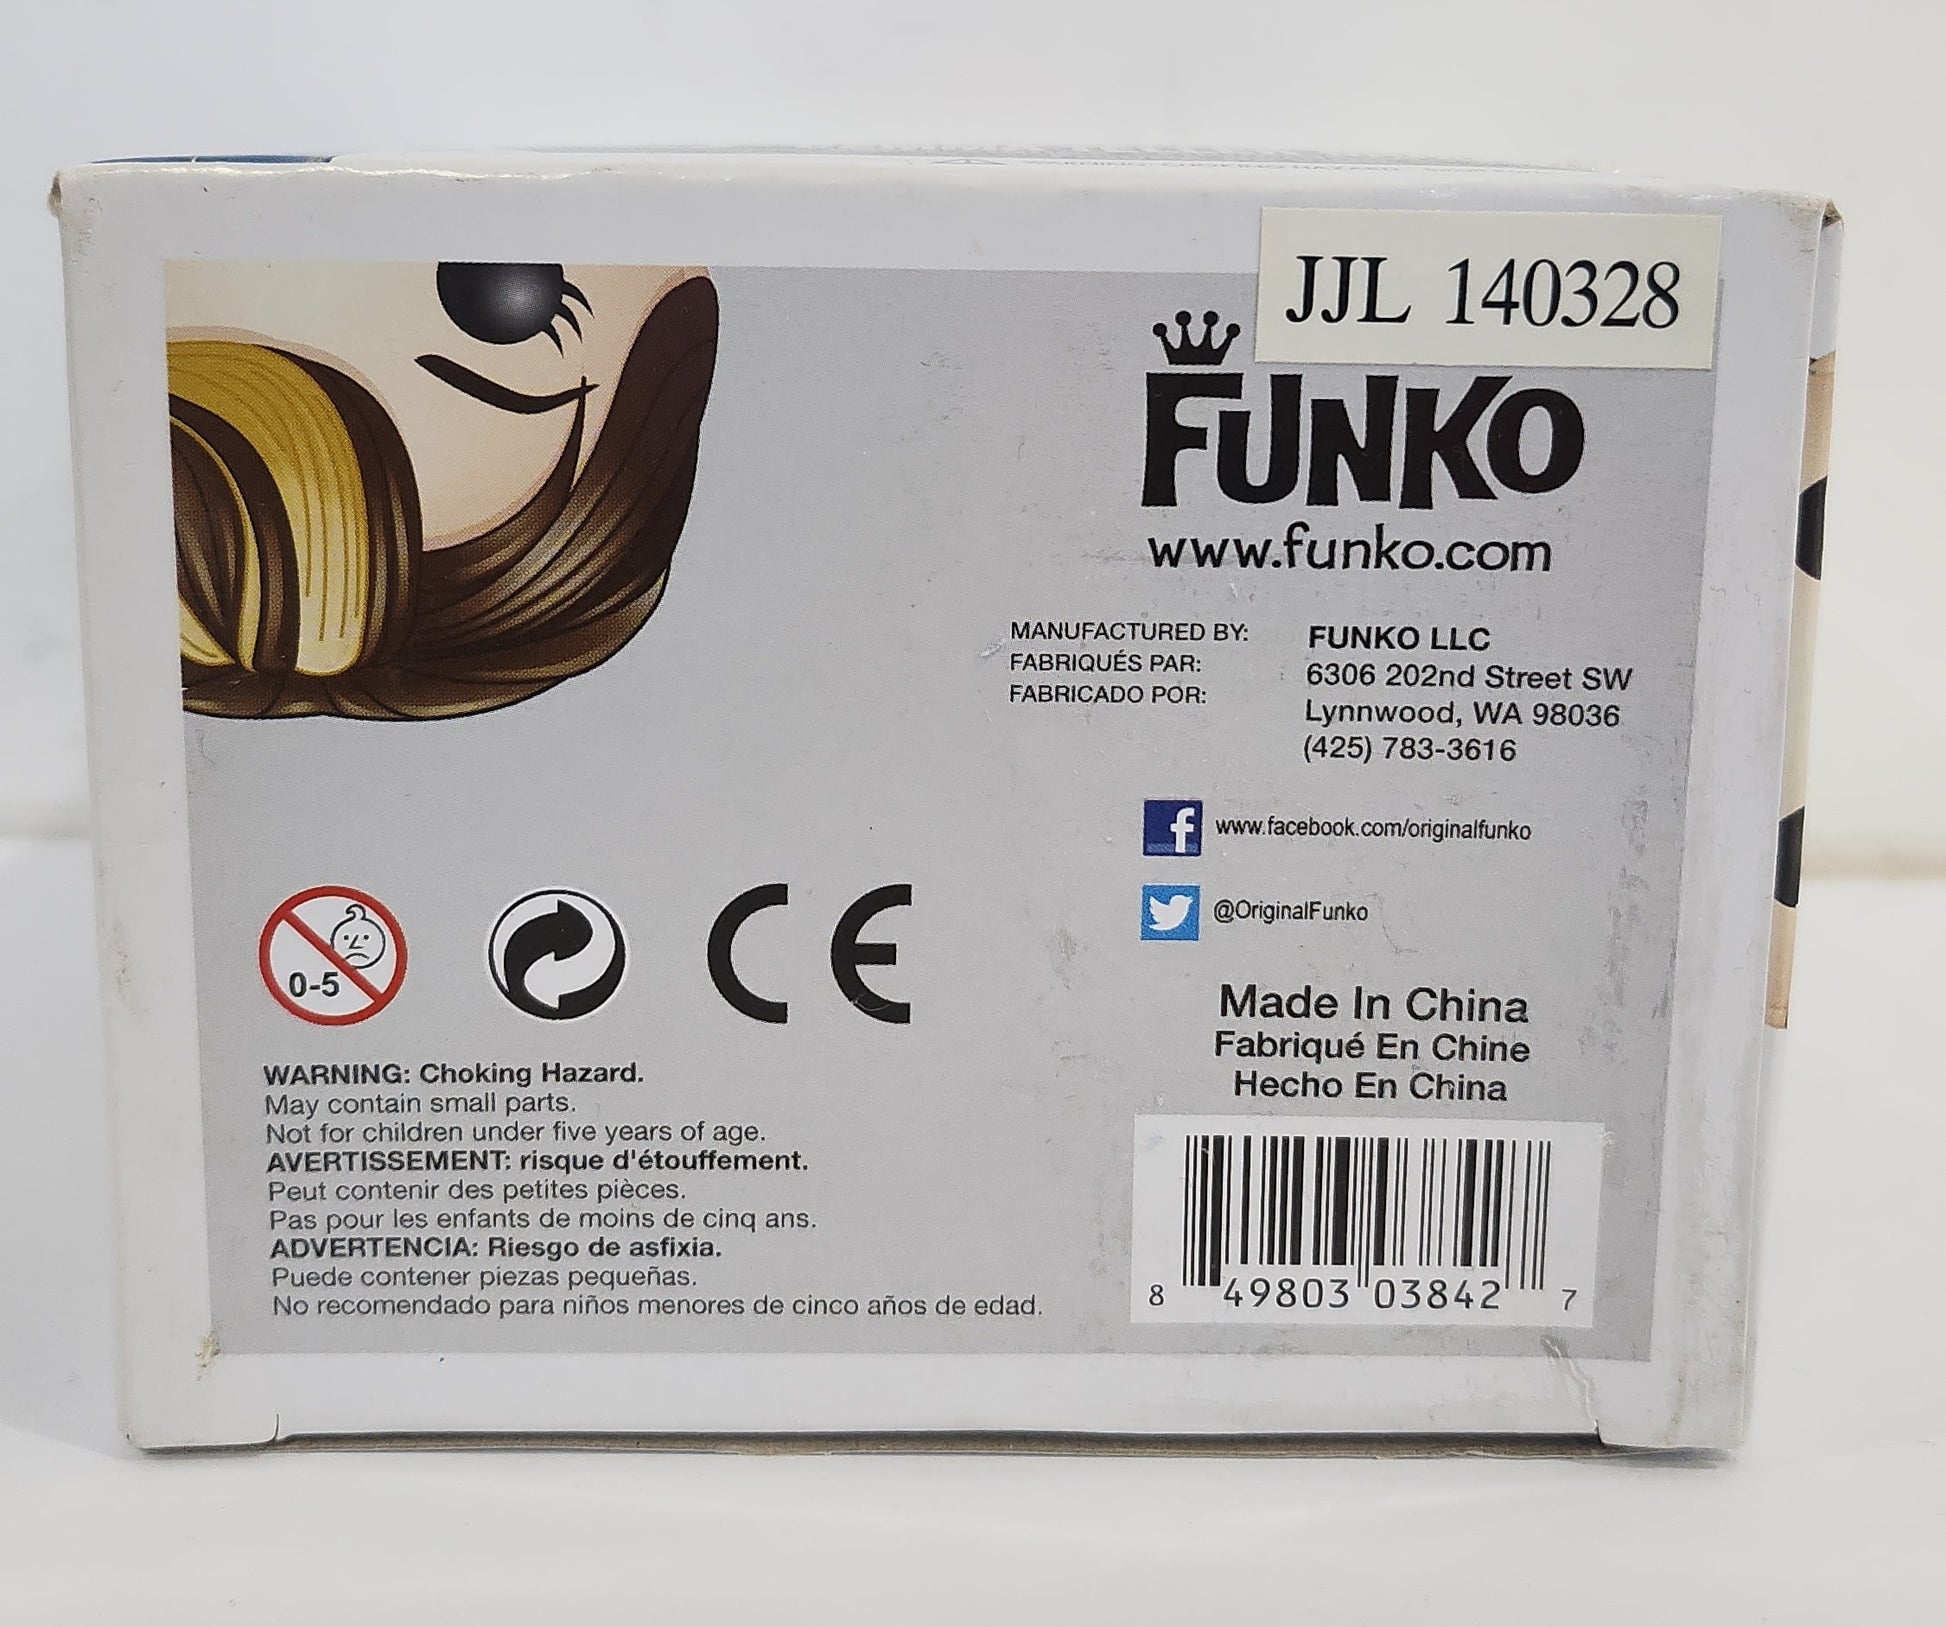 JJL 140328
FUNKO
www.funko.com
MANUFACTURED BY:
FABRIQUÉS PAR:
FABRICADO POR:
FUNKO LLC
6306 202nd Street SW
Lynnwood, WA 98036
(425) 783-3616
f www.facebook.com/originalfunko
@OriginalFunko
0-5
CE
WARNING: Choking Hazard.
May contain small parts.
Not for children under five years of age.
AVERTISSEMENT: risque d'étouffement.
Peut contenir des petites pièces.
Pas pour les enfants de moins de cinq ans.
ADVERTENCIA: Riesgo de asfixia.
Puede contener piezas pequeñas.
No recomendado para niños menores de cinco años de edad.
Made In China
Fabriqué En Chine
Hecho En China
8 49803 03842 7